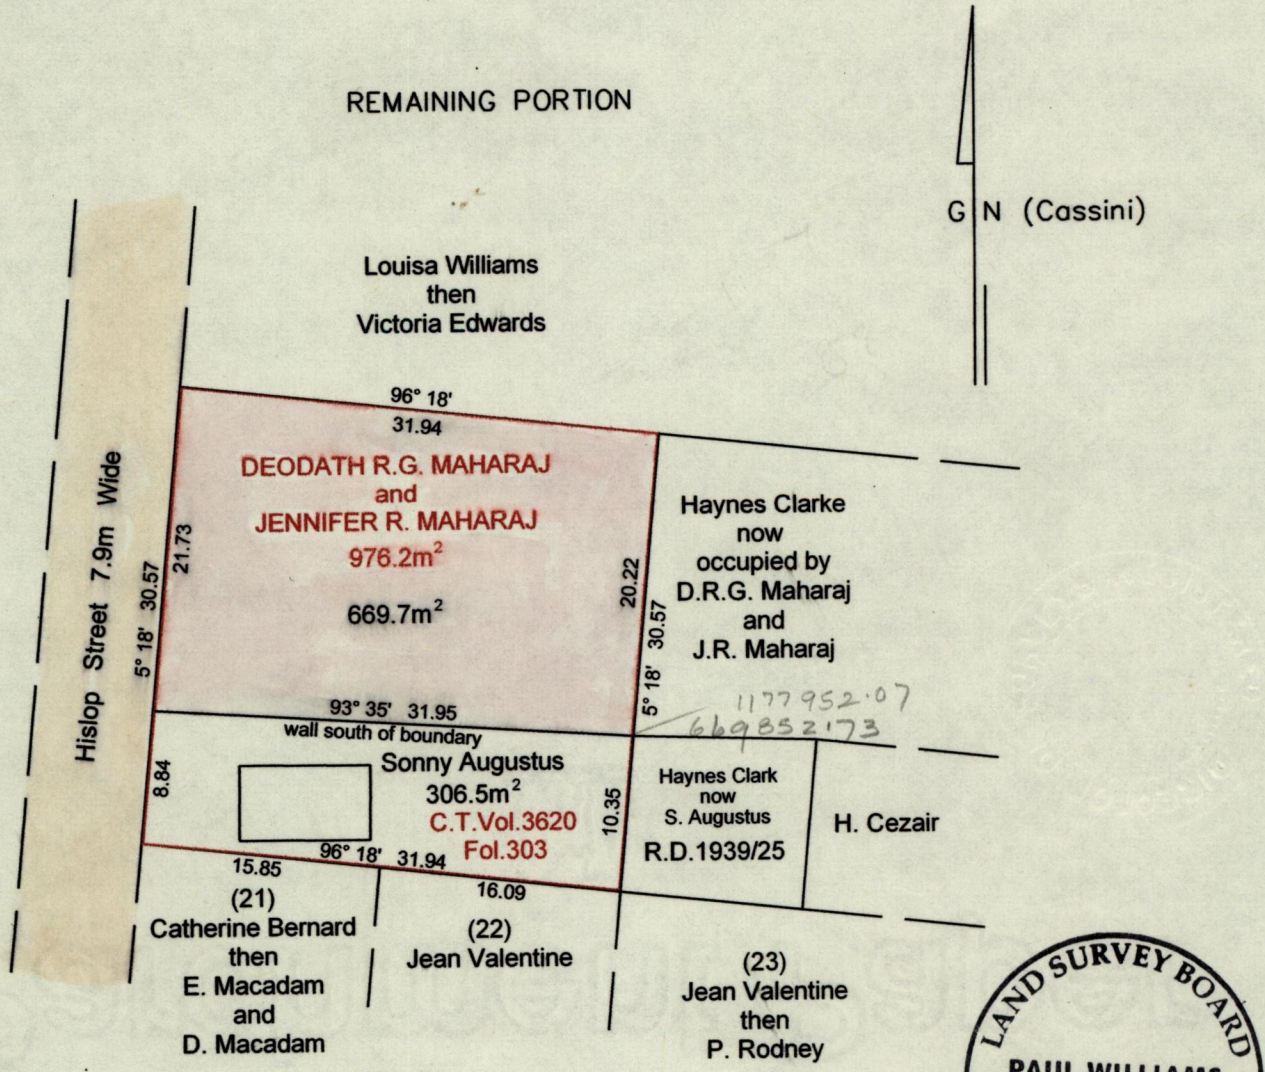 REMAINING PORTION
G N (Cassini)
Louisa Williams
then
Victoria Edwards
96° 18'
31.94
DEODATH R.G. MAHARAJ
and
JENNIFER R. MAHARAJ
976.2m²
669.7m²
Hislop Street 7.9m Wide
5° 18' 30.57
21.73
20.22
5° 18' 30.57
Haynes Clarke
now
occupied by
D.R.G. Maharaj
and
J.R. Maharaj
1177952.07
669852.73
93° 35' 31.95
wall south of boundary
8.84
Sonny Augustus
306.5m²
C.T.Vol.3620
Fol.303
10.35
96° 18' 31.94
Haynes Clark
now
S. Augustus
R.D.1939/25
H. Cezair
15.85
16.09
(21)
Catherine Bernard
then
E. Macadam
and
D. Macadam
(22)
Jean Valentine
(23)
Jean Valentine
then
P. Rodney
LAND SURVEY BOARD
PAUL WILLIAMS